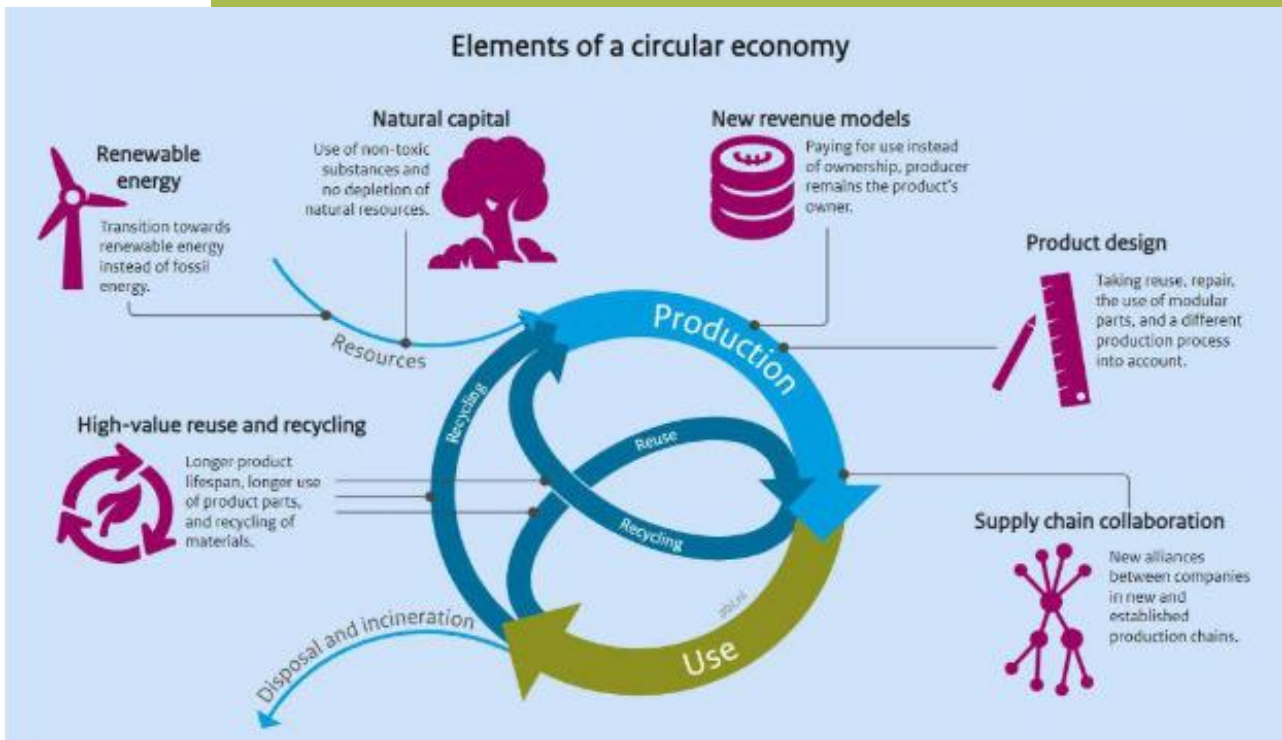 Elements of a circular economy
Natural capital
Use of non-toxic
substances and
no depletion of
natural resources.
New revenue models
Paying for use instead
of ownership, producer
remains the product's
owner.
Renewable
energy
Transition towards
renewable energy
instead of fossil
energy.
Product design
Taking reuse, repair,
the use of modular
parts, and a different
production process
into account.
Resources
Production
High-value reuse and recycling
Longer product
lifespan, longer use
of product parts,
and recycling of
materials.
Recycling
Reuse
Recycling
Supply chain collaboration
New alliances
between companies
in new and
established
production chains.
Use
Disposal and incineration